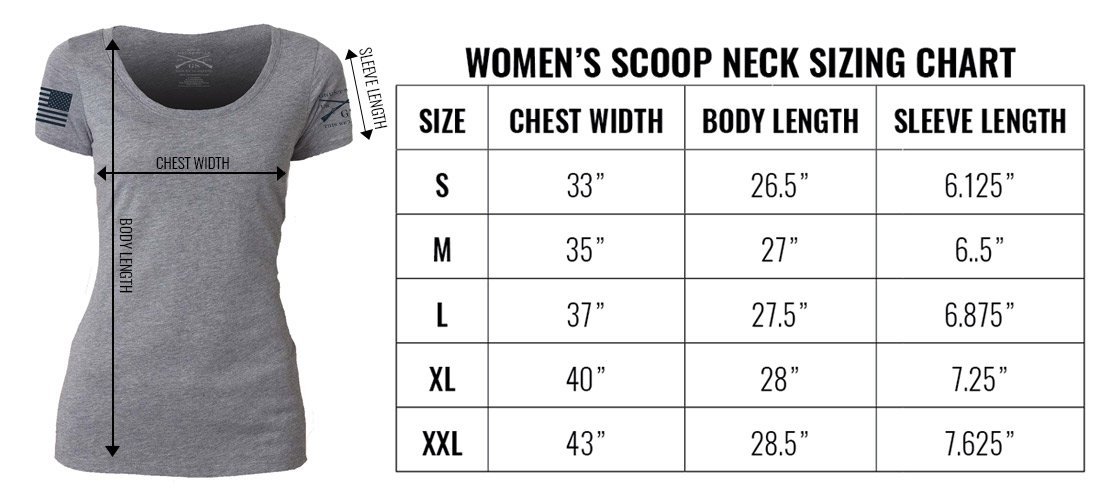 WOMEN’S SCOOP NECK SIZING CHART
SIZE CHEST WIDTH BODY LENGTH SLEEVE LENGTH
S 33” 26.5” 6.125”
M 35” 27” 6..5”
L 37” 27.5” 6.875”
XL 40” 28” 7.25”
XXL 43” 28.5” 7.625”
SLEEVE LENGTH
CHEST WIDTH
BODY LENGTH
GS